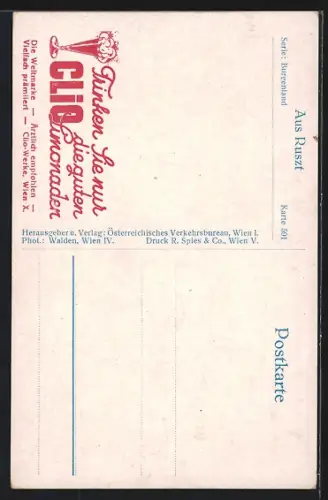 Serie: Burgenland
Aus Ruszt
Karte 591
Trinken Sie nur
die guten
CLIO
Limonaden
Die Weltmarke — Ärztlich empfohlen —
Vielfach prämiiert — Clio-Werke, Wien X.
Herausgeber u. Verlag: Österreichisches Verkehrsbureau, Wien I.
Phot.: Walden, Wien IV. Druck R. Spies & Co., Wien V.
Postkarte